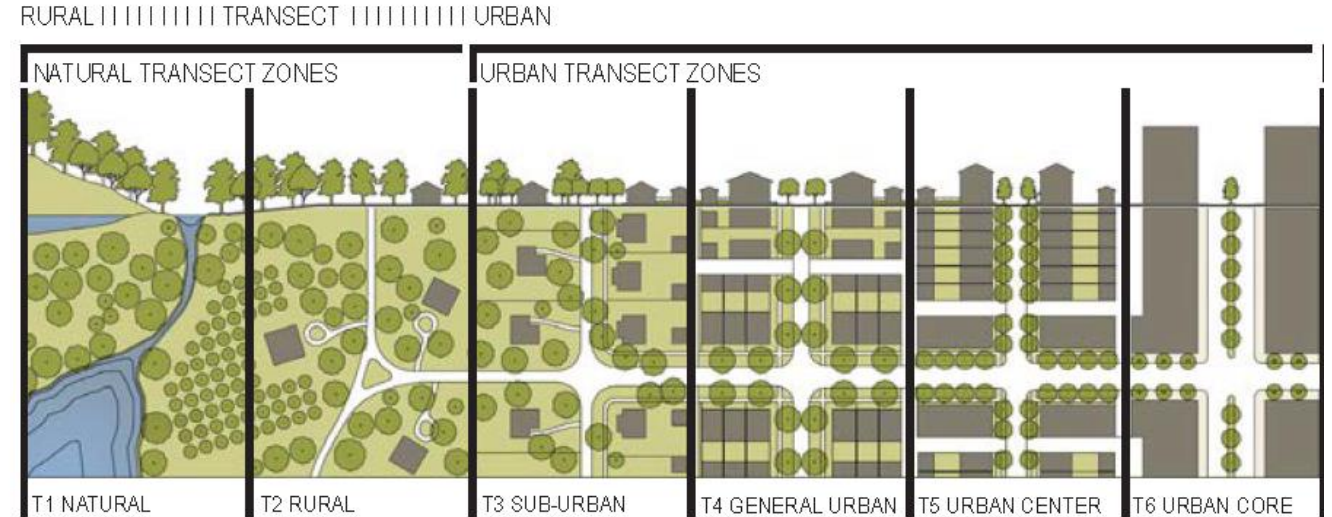 RURAL | | | | | | | | | | TRANSECT | | | | | | | | | | URBAN
NATURAL TRANSECT ZONES
URBAN TRANSECT ZONES
T1 NATURAL
T2 RURAL
T3 SUB-URBAN
T4 GENERAL URBAN
T5 URBAN CENTER
T6 URBAN CORE